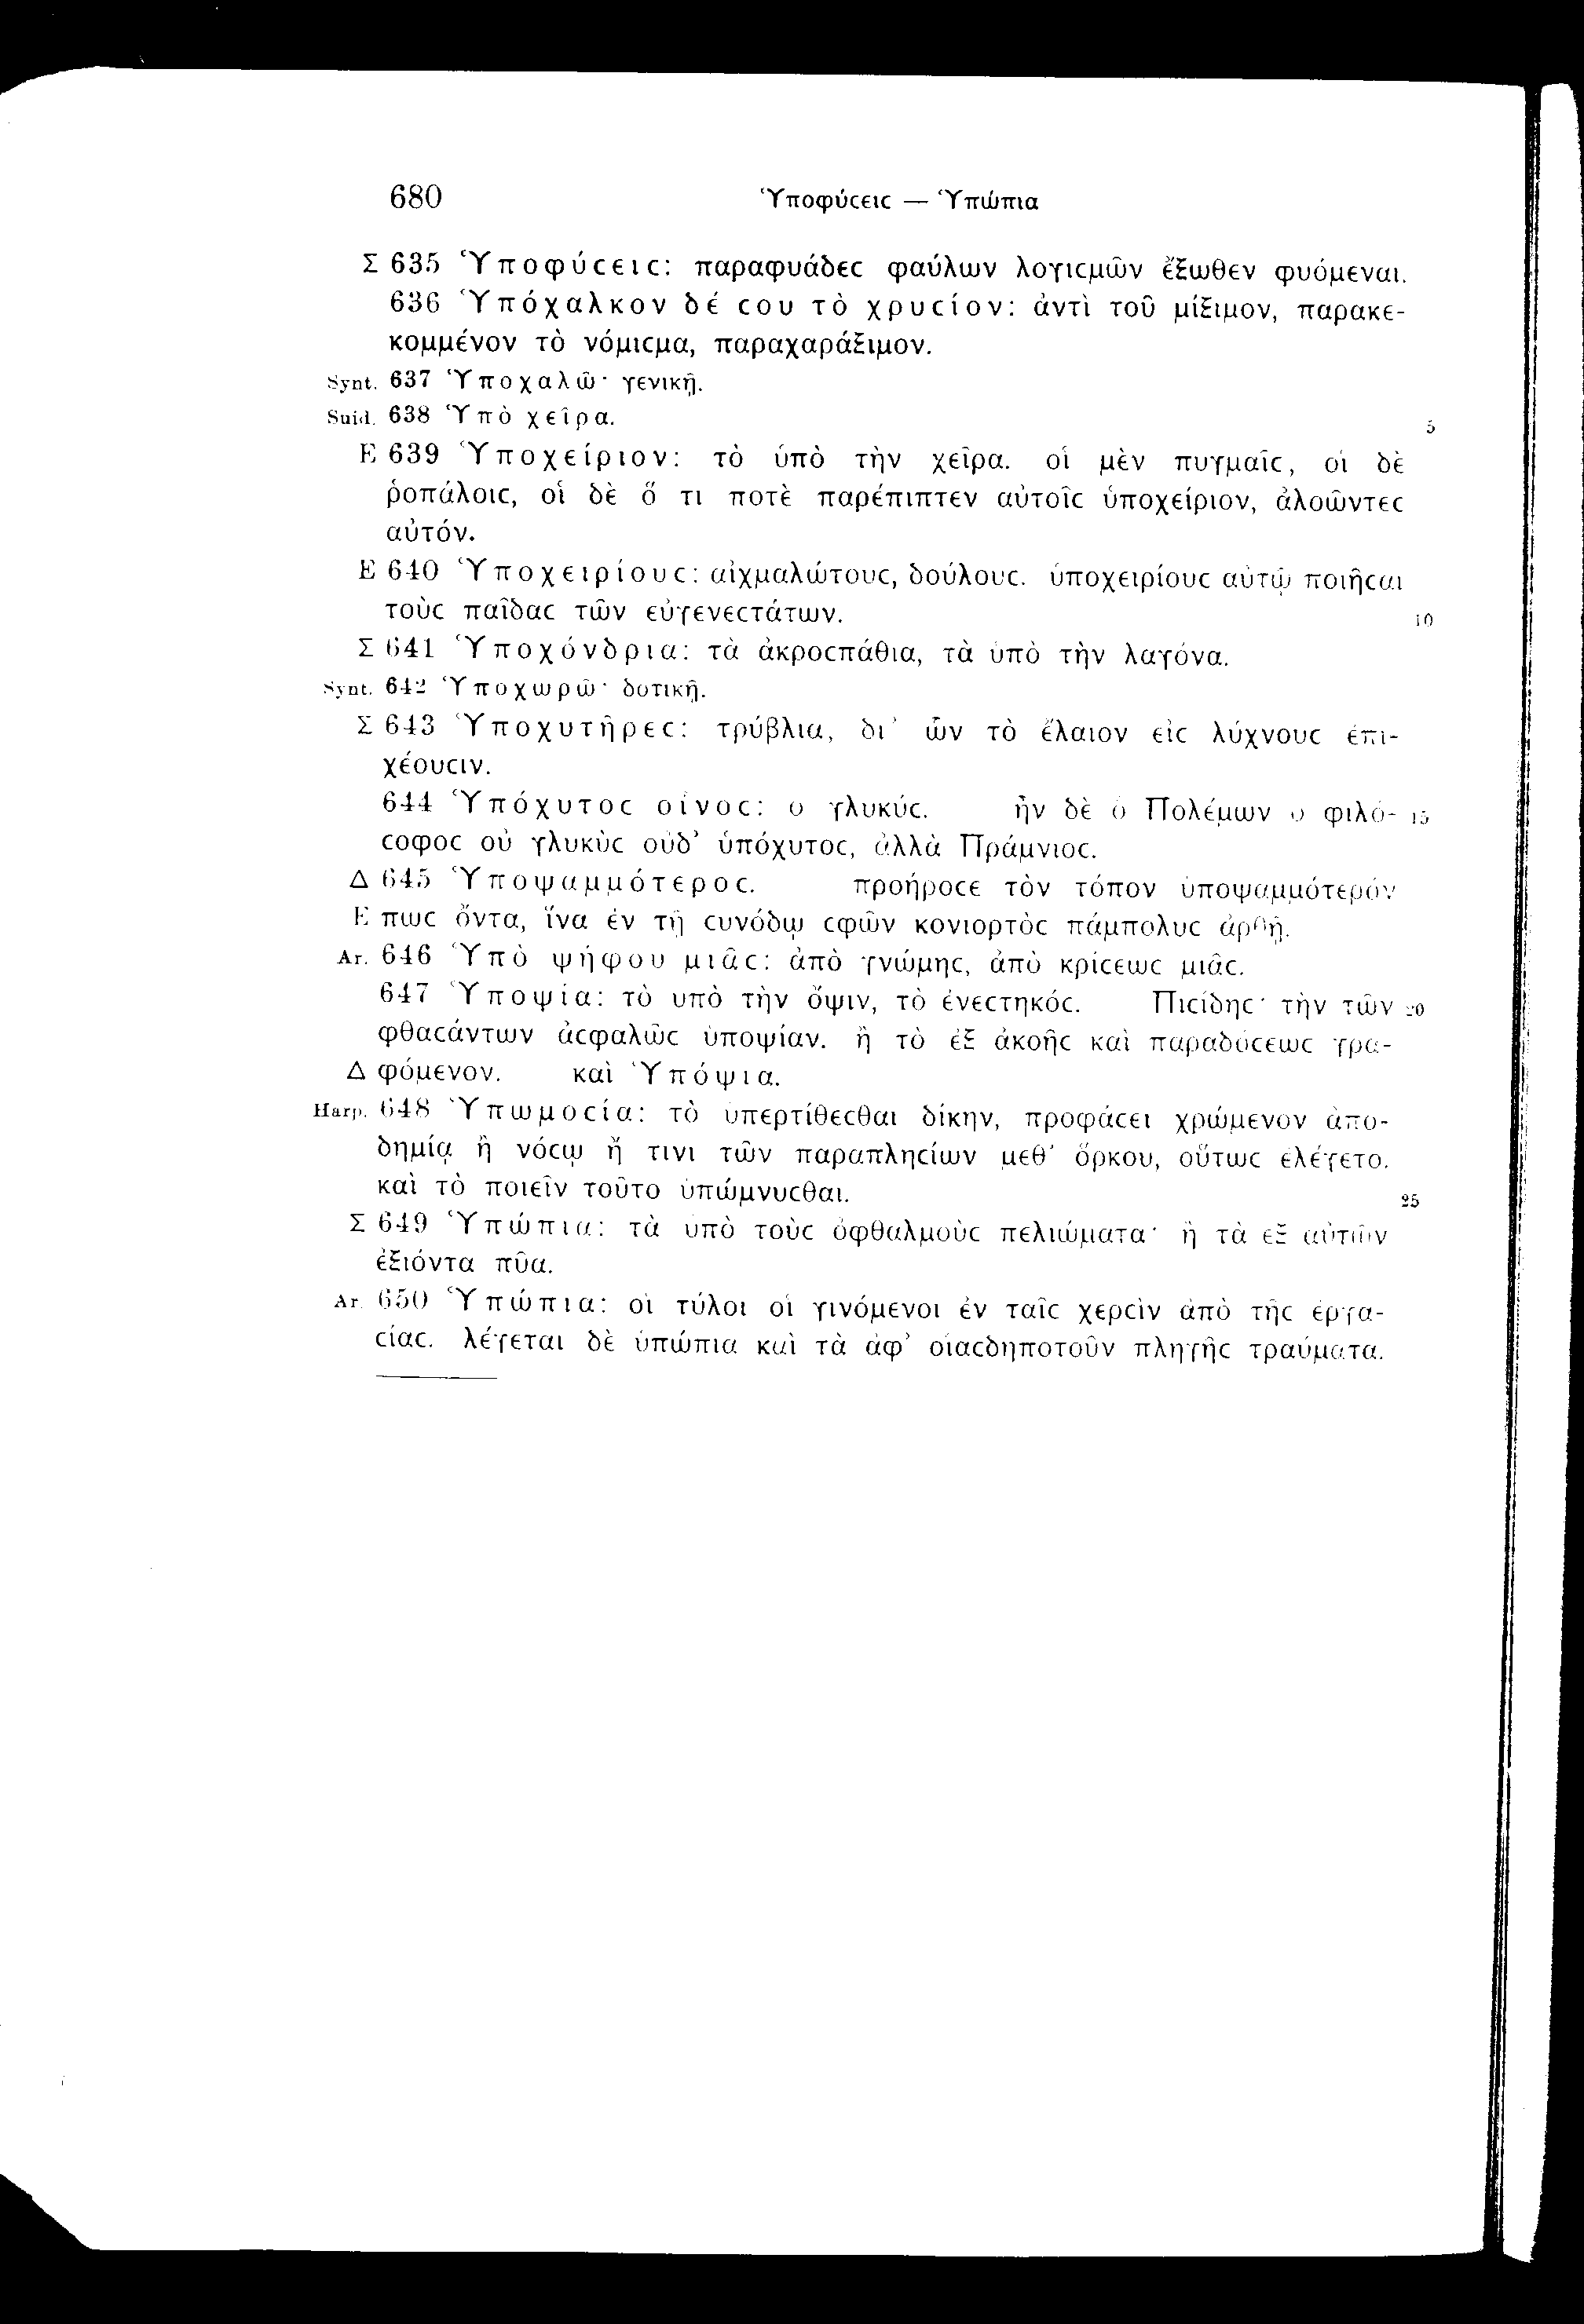 680 Ὑποφύϲειϲ — Ὑπώπια
Σ 635 Ὑποφύϲειϲ: παραφυάδεϲ φαύλων λογιϲμῶν ἔξωθεν φυόμεναι.
636 Ὑπόχαλκον δέ ϲου τὸ χρυϲίον: ἀντὶ τοῦ μίξιμον, παρακε-
κομμένον τὸ νόμιϲμα, παραχαράξιμον.
Synt. 637 Ὑποχαλῶ· γενικῇ.
Suid. 638 Ὑπὸ χεῖρα. 5
E 639 Ὑποχείριον: τὸ ὑπὸ τὴν χεῖρα. οἱ μὲν πυγμαῖϲ, οἱ δὲ
ῥοπάλοιϲ, οἱ δὲ ὅ τι ποτὲ παρέπιπτεν αὐτοῖϲ ὑποχείριον, ἀλοῶντεϲ
αὐτόν.
E 640 Ὑποχειρίουϲ: αἰχμαλώτουϲ, δούλουϲ. ὑποχειρίουϲ αὐτῷ ποιῆϲαι
τοὺϲ παῖδαϲ τῶν εὐγενεϲτάτων. 10
Σ 641 Ὑποχόνδρια: τὰ ἀκροϲπάθια, τὰ ὑπὸ τὴν λαγόνα.
Synt. 642 Ὑποχωρῶ· δοτικῇ.
Σ 643 Ὑποχυτῆρεϲ: τρύβλια, δι' ὧν τὸ ἔλαιον εἰϲ λύχνουϲ ἐπι-
χέουϲιν.
644 Ὑπόχυτοϲ οἶνοϲ: ὁ γλυκύϲ. ἦν δὲ ὁ Πολέμων ὁ φιλό- 15
ϲοφοϲ οὐ γλυκὺϲ οὐδ' ὑπόχυτοϲ, ἀλλὰ Πράμνιοϲ.
Δ 645 Ὑποψαμμότεροϲ. προήροϲε τὸν τόπον ὑποψαμμότερόν
E πωϲ ὄντα, ἵνα ἐν τῇ ϲυνόδῳ ϲφῶν κονιορτὸϲ πάμπολυϲ ἀρθῇ.
Ar. 646 Ὑπὸ ψήφου μιᾶϲ: ἀπὸ γνώμηϲ, ἀπὸ κρίϲεωϲ μιᾶϲ.
647 Ὑποψία: τὸ ὑπὸ τὴν ὄψιν, τὸ ἐνεϲτηκόϲ. Πιϲίδηϲ· τὴν τῶν 20
φθαϲάντων ἀϲφαλῶϲ ὑποψίαν. ἢ τὸ ἐξ ἀκοῆϲ καὶ παραδόϲεωϲ γρα-
Δ φόμενον. καὶ Ὑπόψια.
Harp. 648 Ὑπωμοϲία: τὸ ὑπερτίθεϲθαι δίκην, προφάϲει χρώμενον ἀπο-
δημίᾳ ἢ νόϲῳ ἤ τινι τῶν παραπληϲίων μεθ' ὅρκου, οὕτωϲ ἐλέγετο.
καὶ τὸ ποιεῖν τοῦτο ὑπώμνυϲθαι. 25
Σ 649 Ὑπώπια: τὰ ὑπὸ τοὺϲ ὀφθαλμοὺϲ πελιώματα· ἢ τὰ ἐξ αὐτῶν
ἐξιόντα πῦα.
Ar. 650 Ὑπώπια: οἱ τύλοι οἱ γινόμενοι ἐν ταῖϲ χερϲὶν ἀπὸ τῆϲ ἐργα-
ϲίαϲ. λέγεται δὲ ὑπώπια καὶ τὰ ἀφ' οἱαϲδηποτοῦν πληγῆϲ τραύματα.